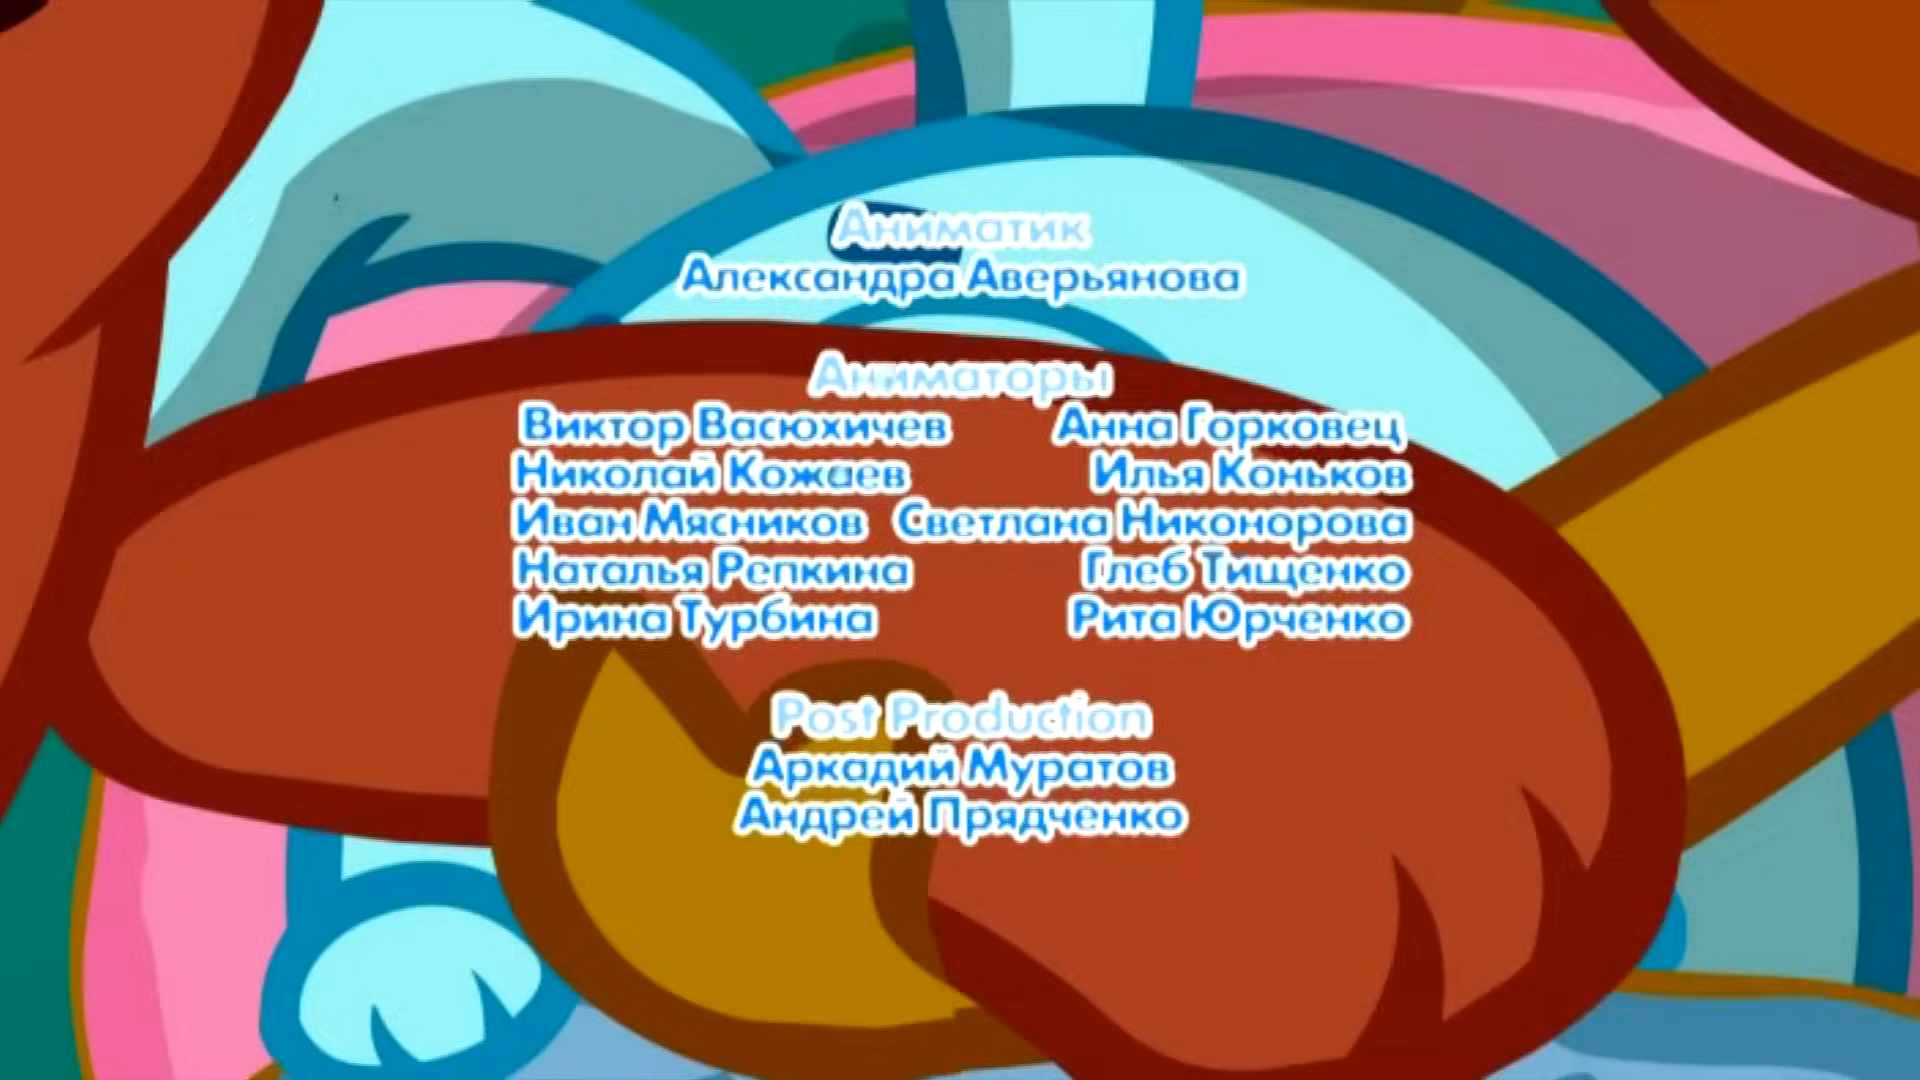 Аниматик
Александра Аверьянова
Аниматоры
Виктор Васюхичев Анна Горковец
Николай Кожаев Илья Коньков
Иван Мясников Светлана Никонорова
Наталья Репкина Глеб Тищенко
Ирина Турбина Рита Юрченко
Post Production
Аркадий Муратов
Андрей Прядченко